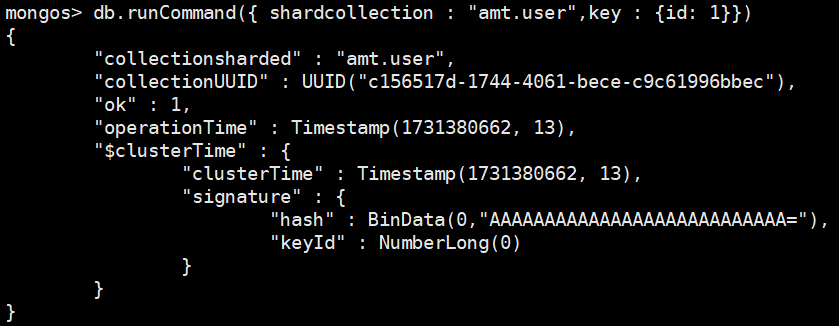 mongos> db.runCommand({ shardcollection : "amt.user",key : {id: 1}})
{
        "collectionsharded" : "amt.user",
        "collectionUUID" : UUID("c156517d-1744-4061-bece-c9c61996bbec"),
        "ok" : 1,
        "operationTime" : Timestamp(1731380662, 13),
        "$clusterTime" : {
                "clusterTime" : Timestamp(1731380662, 13),
                "signature" : {
                        "hash" : BinData(0,"AAAAAAAAAAAAAAAAAAAAAAAAAAA="),
                        "keyId" : NumberLong(0)
                }
        }
}